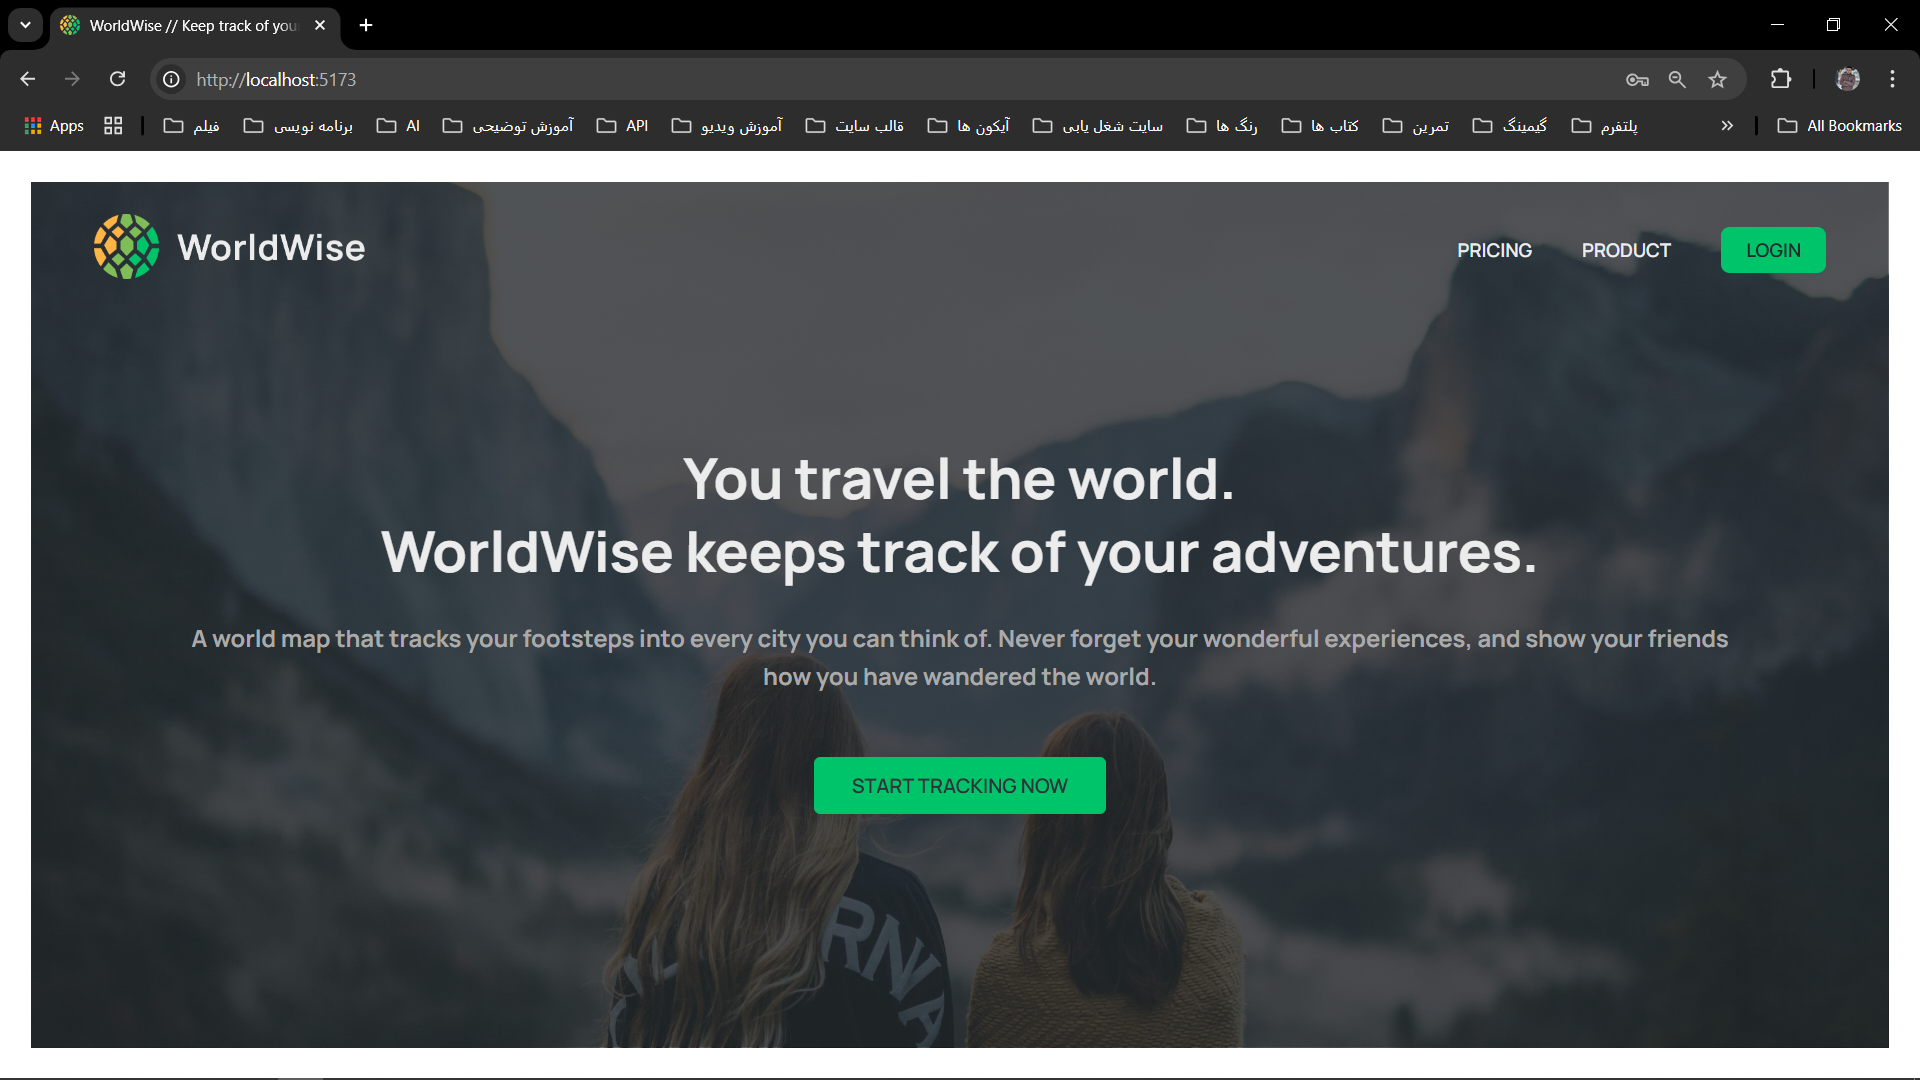 WorldWise // Keep track of you
http://localhost:5173
Apps
فیلم
برنامه نویسی
AI
آموزش توضیحی
API
آموزش ویدیو
قالب سایت
آیکون ها
سایت شغل یابی
رنگ ها
کتاب ها
تمرین
گیمینگ
پلتفرم
All Bookmarks
WorldWise
PRICING
PRODUCT
LOGIN
You travel the world.
WorldWise keeps track of your adventures.
A world map that tracks your footsteps into every city you can think of. Never forget your wonderful experiences, and show your friends
how you have wandered the world.
START TRACKING NOW
RNA